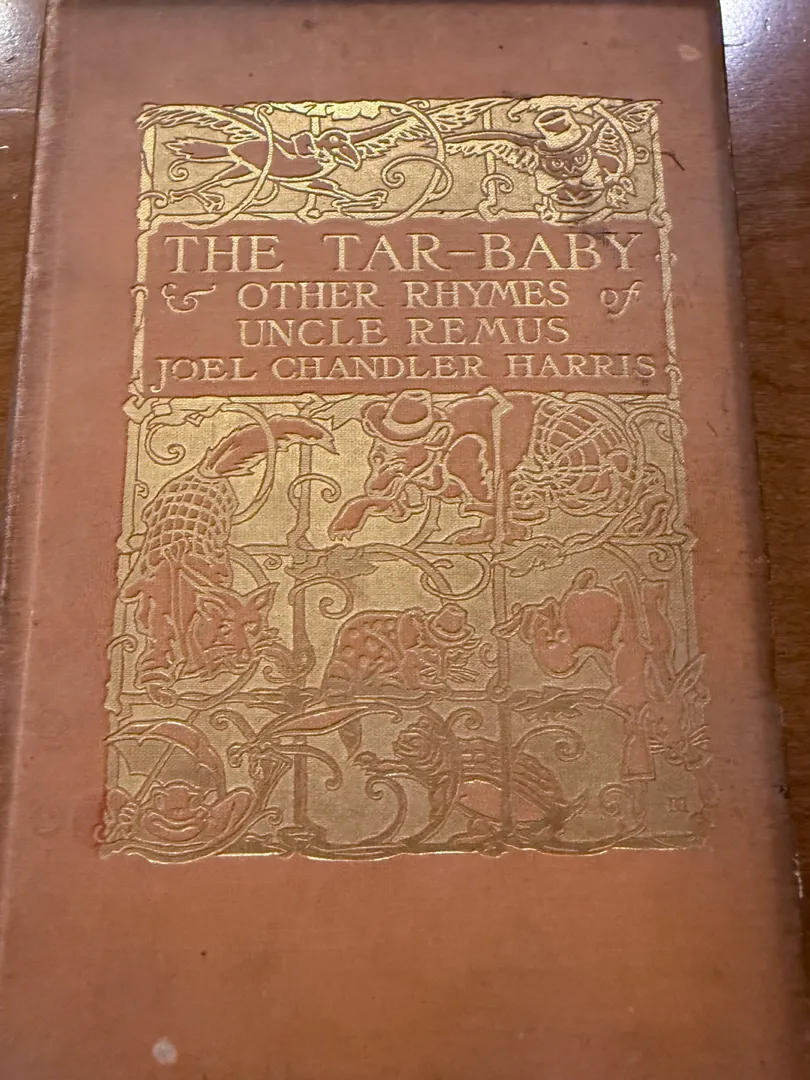 THE TAR-BABY
& OTHER RHYMES of
UNCLE REMUS
JOEL CHANDLER HARRIS